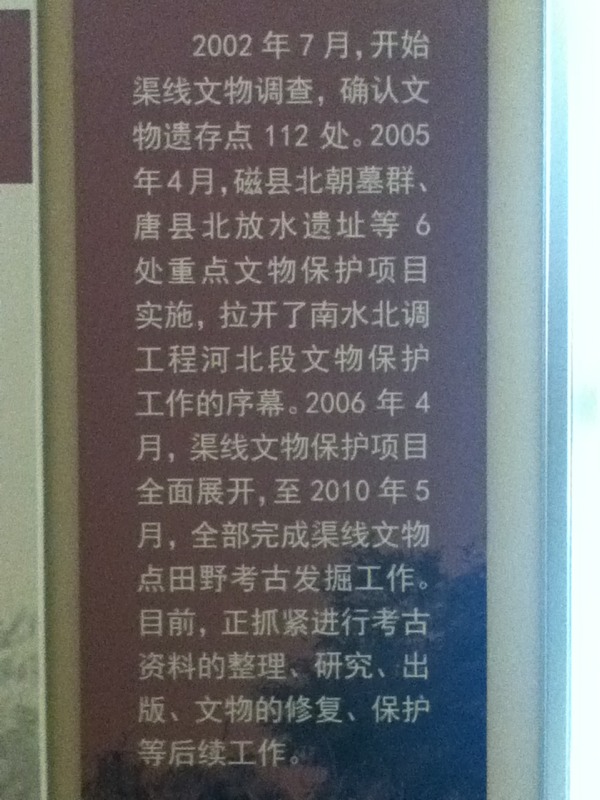 2002 年 7 月，开始
渠线文物调查，确认文
物遗存点 112 处。2005
年4月，磁县北朝墓群、
唐县北放水遗址等 6
处重点文物保护项目
实施，拉开了南水北调
工程河北段文物保护
工作的序幕。2006 年 4
月，渠线文物保护项目
全面展开，至 2010 年 5
月，全部完成渠线文物
点田野考古发掘工作。
目前，正抓紧进行考古
资料的整理、研究、出
版、文物的修复、保护
等后续工作。